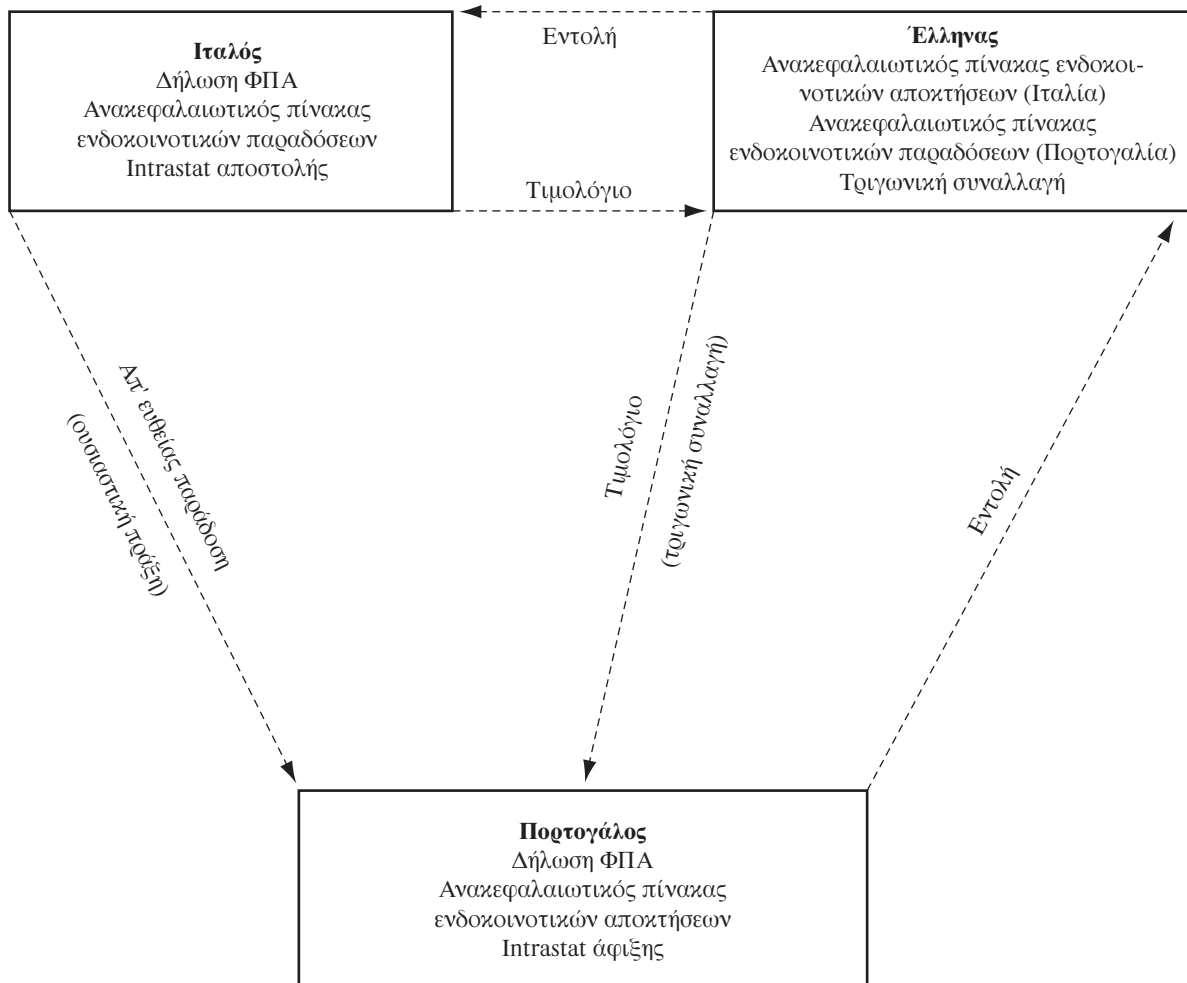 Ιταλός
Δήλωση ΦΠΑ
Ανακεφαλαιωτικός πίνακας
ενδοκοινοτικών παραδόσεων
Intrastat αποστολής
Εντολή
Τιμολόγιο
Έλληνας
Ανακεφαλαιωτικός πίνακας ενδοκοι-
νοτικών αποκτήσεων (Ιταλία)
Ανακεφαλαιωτικός πίνακας
ενδοκοινοτικών παραδόσεων (Πορτογαλία)
Τριγωνική συναλλαγή
Απ' ευθείας παράδοση
(ουσιαστική πράξη)
Τιμολόγιο
(τριγωνική συναλλαγή)
Εντολή
Πορτογάλος
Δήλωση ΦΠΑ
Ανακεφαλαιωτικός πίνακας
ενδοκοινοτικών αποκτήσεων
Intrastat άφιξης